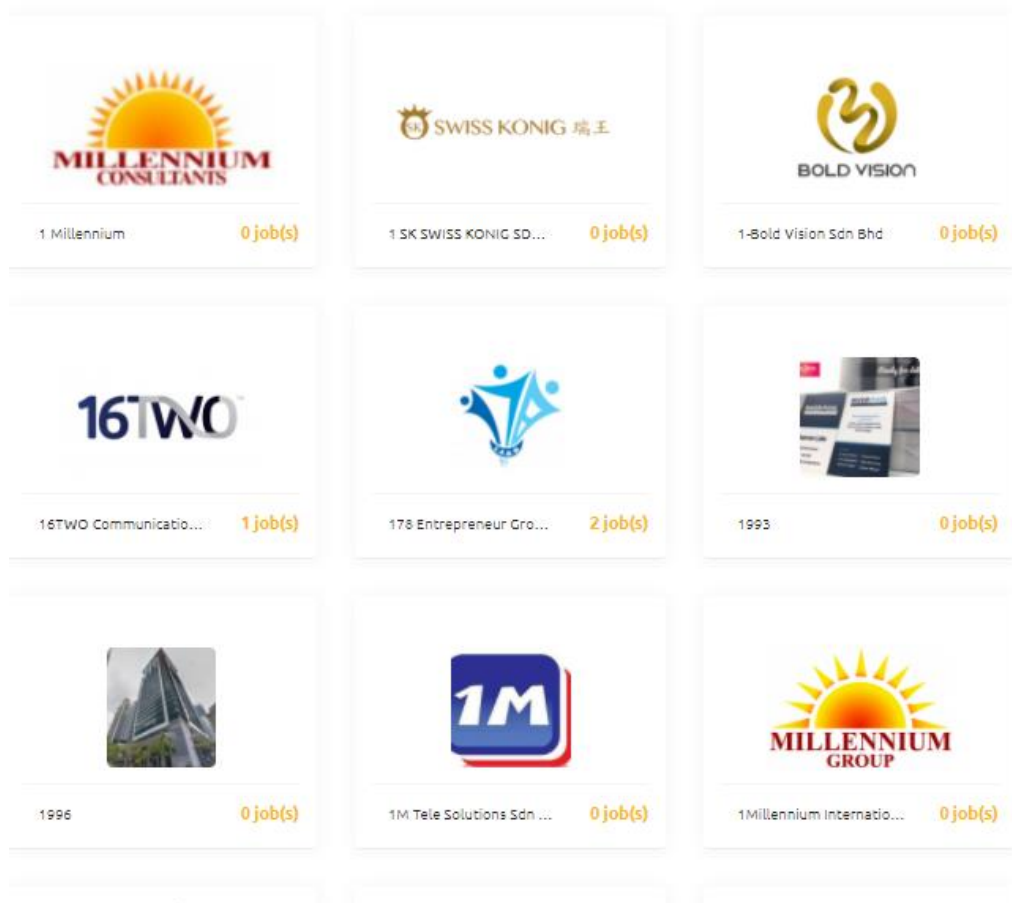 MILLENNIUM
CONSULTANTS
1 Millennium 0 job(s)
SK SWISS KONIG 瑞王
1 SK SWISS KONIG SD... 0 job(s)
BOLD VISION
1-Bold Vision Sdn Bhd 0 job(s)
16TWO
16TWO Communicatio... 1 job(s)
178 Entrepreneur Gro... 2 job(s)
1993 0 job(s)
1996 0 job(s)
1M
1M Tele Solutions Sdn ... 0 job(s)
MILLENNIUM
GROUP
1Millennium Internatio... 0 job(s)